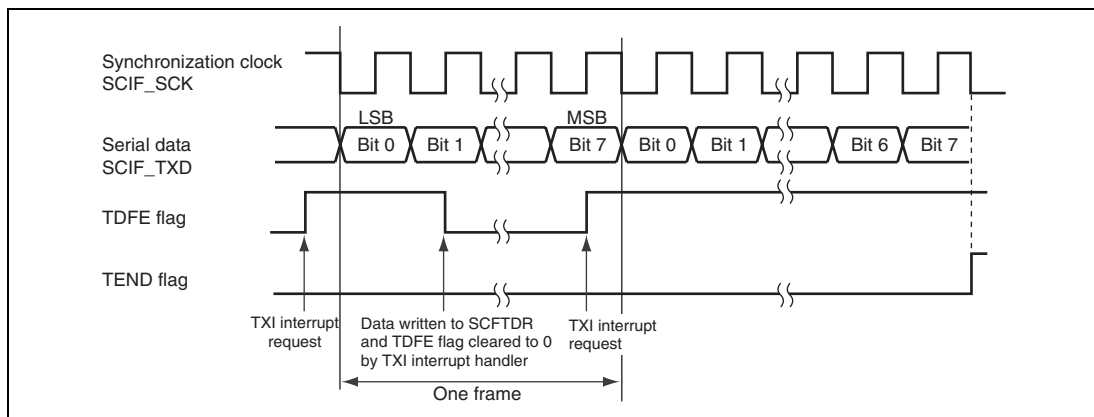 Synchronization clock
SCIF_SCK
LSB
MSB
Serial data
SCIF_TXD
Bit 0
Bit 1
Bit 7
Bit 0
Bit 1
Bit 6
Bit 7
TDFE flag
TEND flag
TXI interrupt
request
Data written to SCFTDR
and TDFE flag cleared to 0
by TXI interrupt handler
TXI interrupt
request
One frame